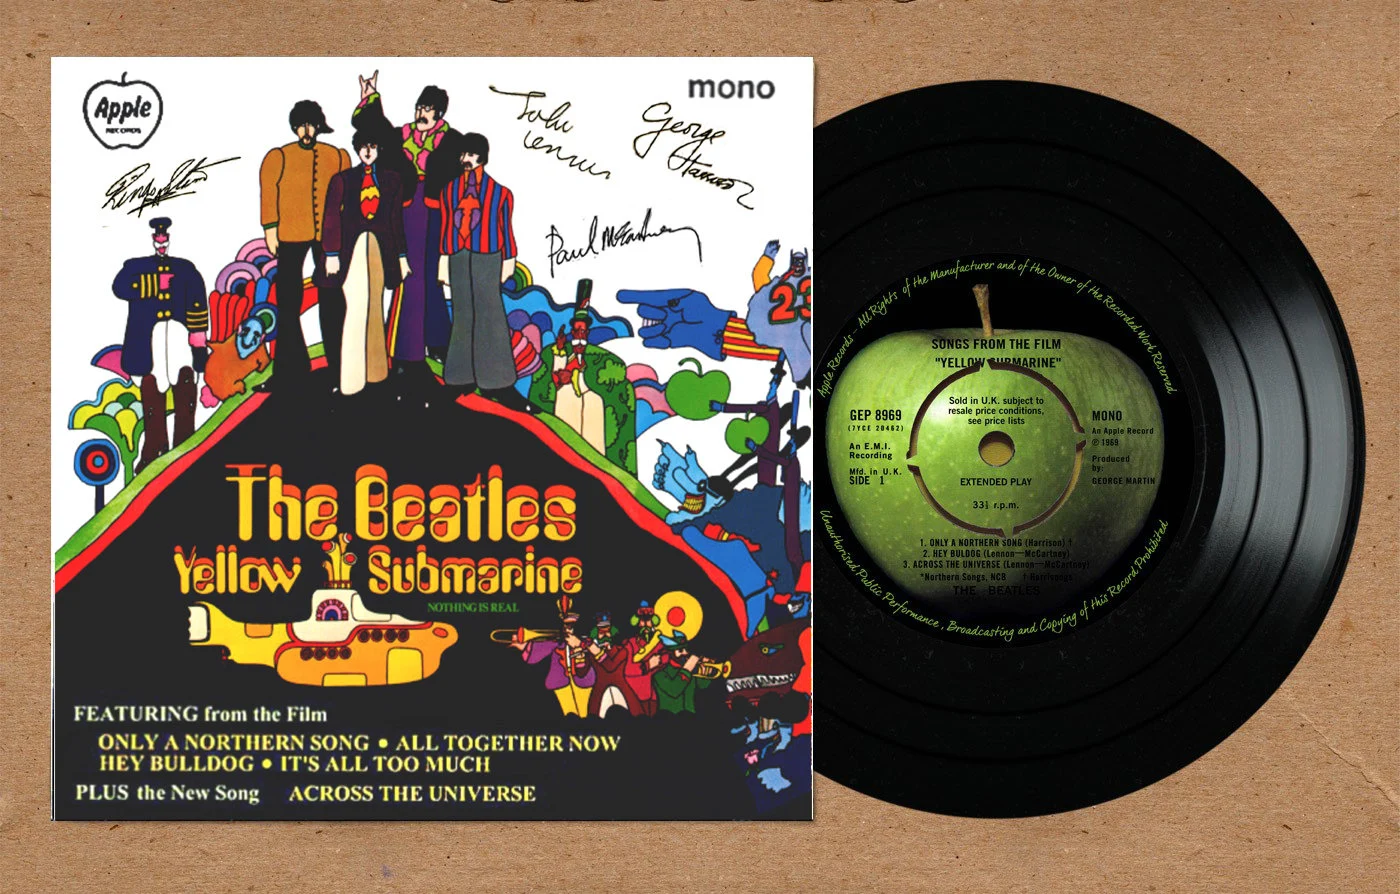 Apple
RECORDS
mono
John
Lennon
George
Harrison
Paul McCartney
23
The Beatles
Yellow Submarine
NOTHING IS REAL
FEATURING from the Film
ONLY A NORTHERN SONG • ALL TOGETHER NOW
HEY BULLDOG • IT'S ALL TOO MUCH
PLUS the New Song ACROSS THE UNIVERSE
Apple Records - All Rights of the Manufacturer and of the Owner of the Recorded Work Reserved
SONGS FROM THE FILM
"YELLOW SUBMARINE"
Sold in U.K. subject to
resale price conditions,
see price lists
GEP 8969
(7YCE 20462)
An E.M.I.
Recording
Mfd. in U.K.
SIDE 1
MONO
An Apple Record
℗ 1969
Produced
by:
GEORGE MARTIN
EXTENDED PLAY
33⅓ r.p.m.
1. ONLY A NORTHERN SONG (Harrison) †
2. HEY BULDOG (Lennon—McCartney)
3. ACROSS THE UNIVERSE (Lennon—McCartney)
*Northern Songs, NCB † Harrisongs
THE BEATLES
Unauthorised Public Performance, Broadcasting and Copying of this Record Prohibited